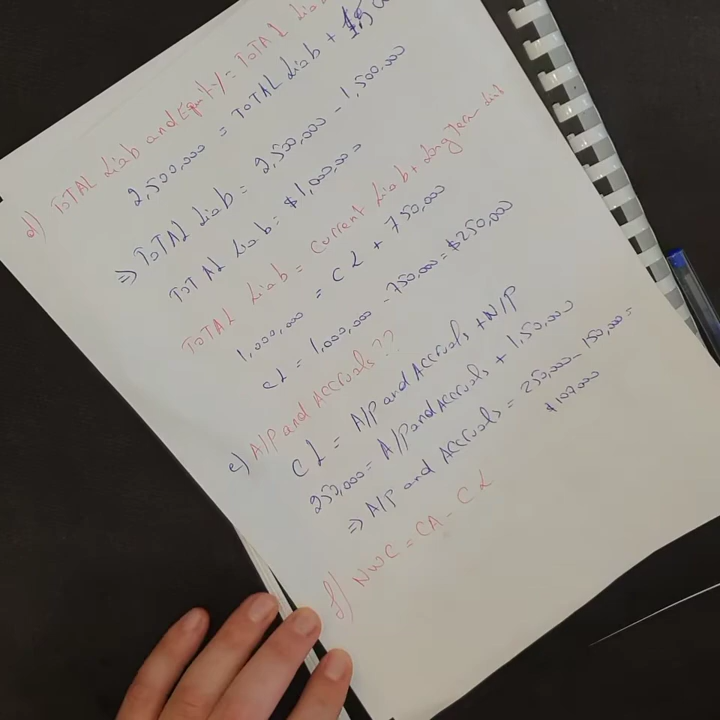 d) TOTAL Liab and Equity = TOTAL Liab
2,500,000 = TOTAL Liab +
=> TOTAL Liab = 2,500,000 - 1,500,000
TOTAL Liab = $1,000,000 =
TOTAL Liab = Current Liab + Long Term
1,000,000 = CL + 750,000
CL = 1,000,000 - 750,000 = $250,000
e) A/P and Accruals ??
CL = A/P and Accruals + N/P
250,000 = A/P and Accruals + 1,50,000
=> A/P and Accruals = 250,000 - 150,000 =
$100,000
f) NWC = CA - CL